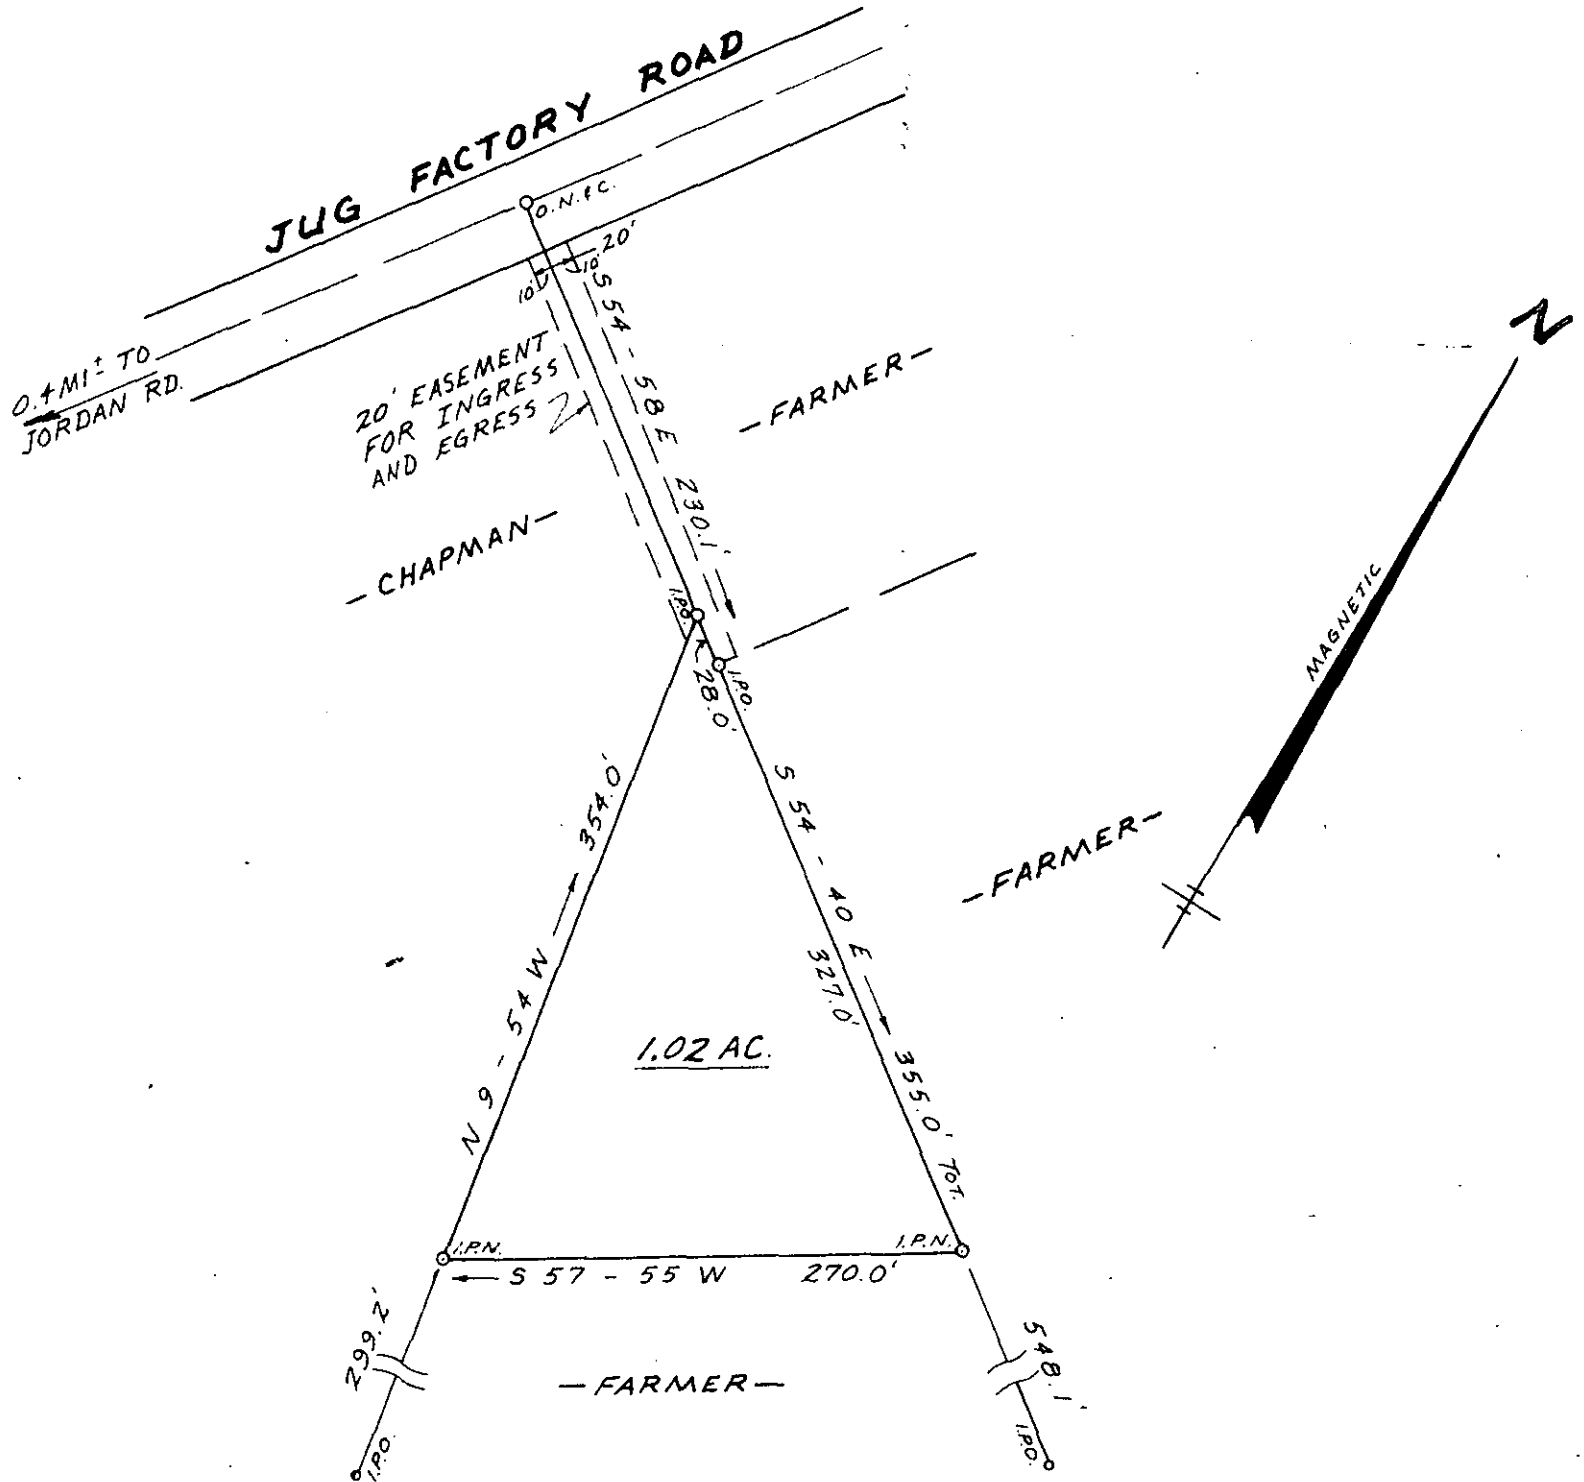 JUG FACTORY ROAD
O.N.&C.
20'
10'
10'
0.4 MI± TO
JORDAN RD.
20' EASEMENT
FOR INGRESS
AND EGRESS
S 54 - 58 E 230.1'
-FARMER-
-CHAPMAN-
N
MAGNETIC
I.P.O.
I.P.O.
28.0'
N 9 - 54 W 354.0'
S 54 - 40 E 355.0' TOT.
327.0'
-FARMER-
1.02 AC.
I.P.N.
I.P.N.
S 57 - 55 W 270.0'
299.2'
548.1'
-FARMER-
I.P.O.
I.P.O.